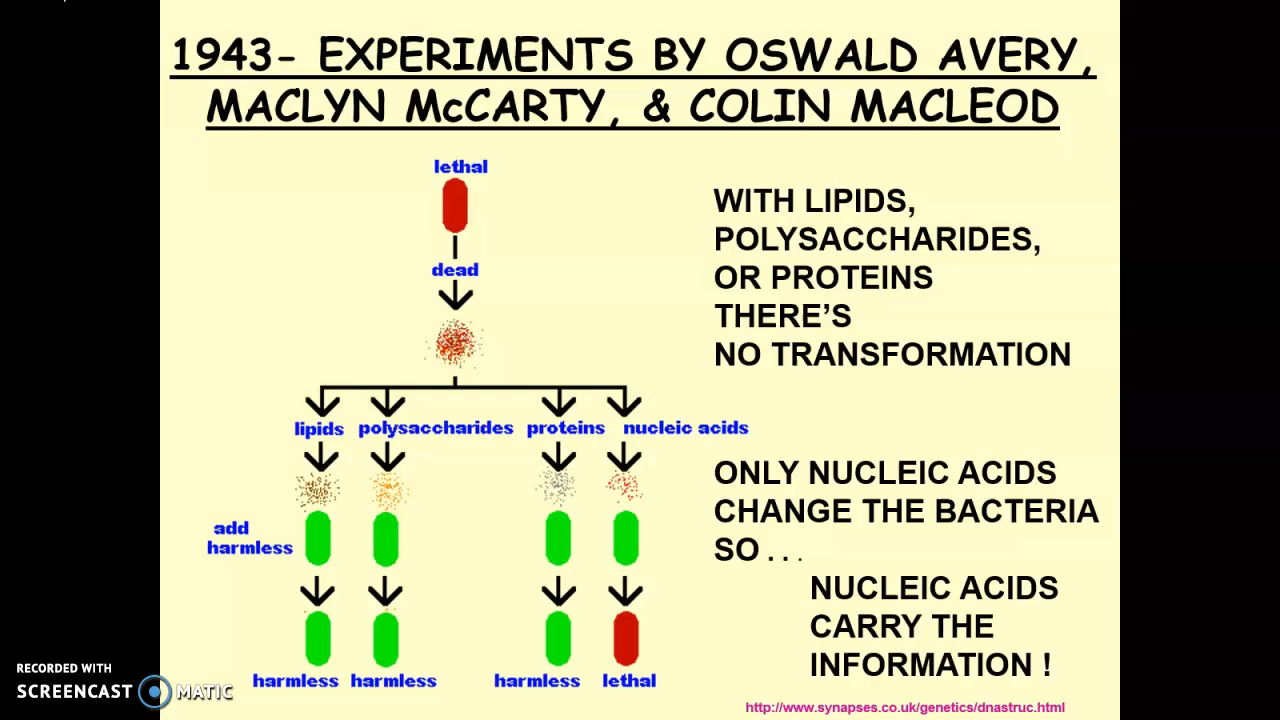 1943- EXPERIMENTS BY OSWALD AVERY,
MACLYN McCARTY, & COLIN MACLEOD
lethal
dead
WITH LIPIDS,
POLYSACCHARIDES,
OR PROTEINS
THERE’S
NO TRANSFORMATION
lipids polysaccharides proteins nucleic acids
add
harmless
harmless harmless harmless lethal
ONLY NUCLEIC ACIDS
CHANGE THE BACTERIA
SO . . .
NUCLEIC ACIDS
CARRY THE
INFORMATION !
http://www.synapses.co.uk/genetics/dnastruc.html
RECORDED WITH
SCREENCAST MATIC